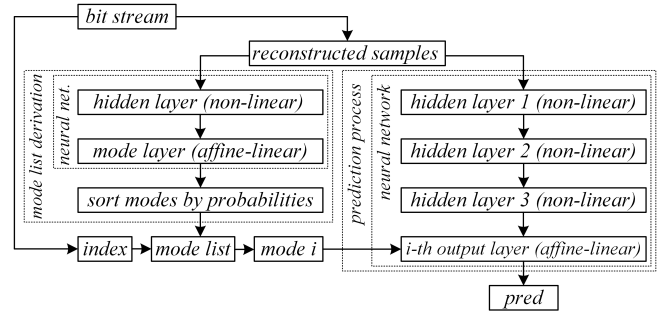 bit stream
reconstructed samples
mode list derivation
neural net.
hidden layer (non-linear)
mode layer (affine-linear)
sort modes by probabilities
index
mode list
mode i
prediction process
neural network
hidden layer 1 (non-linear)
hidden layer 2 (non-linear)
hidden layer 3 (non-linear)
i-th output layer (affine-linear)
pred